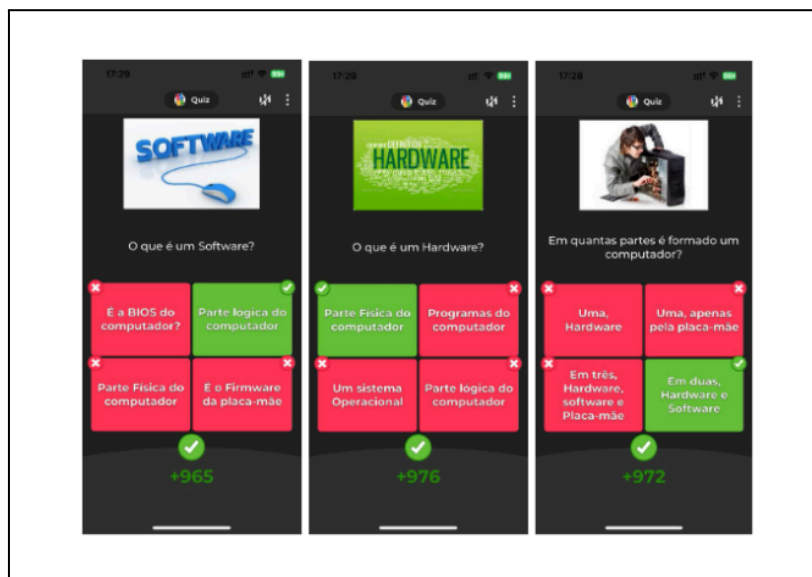 17:29
Quiz
SOFTWARE
O que é um Software?
É a BIOS do
computador?
Parte logica do
computador
Parte Física do
computador
É o Firmware
da placa-mãe
+965
17:29
Quiz
HARDWARE
O que é um Hardware?
Parte Fisica do
computador
Programas do
computador
Um sistema
Operacional
Parte lógica do
computador
+976
17:28
Quiz
Em quantas partes é formado um
computador?
Uma,
Hardware
Uma, apenas
pela placa-mãe
Em três,
Hardware,
software e
Placa-mãe
Em duas,
Hardware e
Software
+972